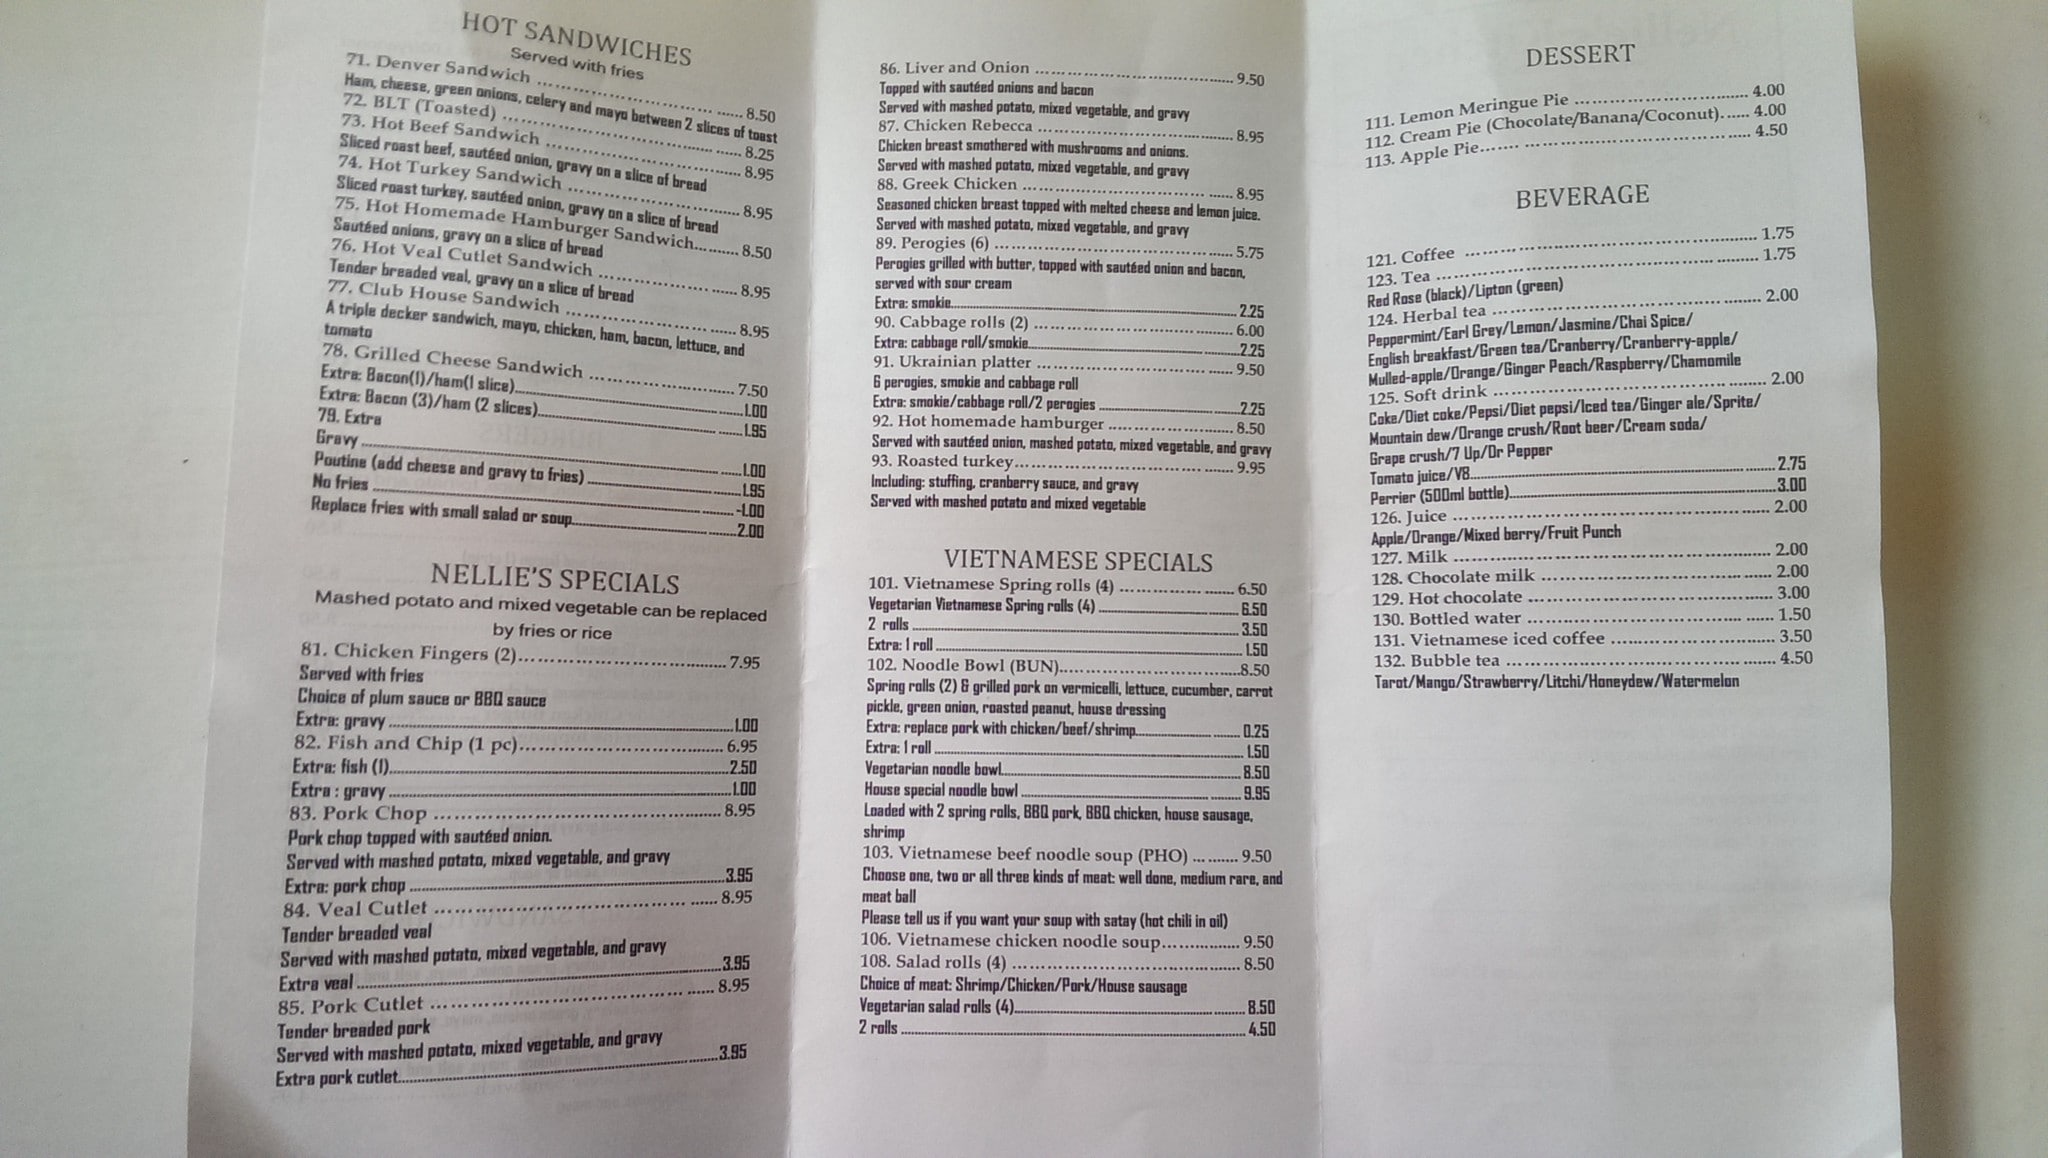 HOT SANDWICHES
Served with fries
71. Denver Sandwich ........ 8.50
Ham, cheese, green onions, celery and mayo between 2 slices of toast
72. BLT (Toasted) ........ 8.25
73. Hot Beef Sandwich ........ 8.95
Sliced roast beef, sautéed onion, gravy on a slice of bread
74. Hot Turkey Sandwich ........ 8.95
Sliced roast turkey, sautéed onion, gravy on a slice of bread
75. Hot Homemade Hamburger Sandwich........ 8.50
Sautéed onions, gravy on a slice of bread
76. Hot Veal Cutlet Sandwich ........ 8.95
Tender breaded veal, gravy on a slice of bread
77. Club House Sandwich ........ 8.95
A triple decker sandwich, mayo, chicken, ham, bacon, lettuce, and
tomato
78. Grilled Cheese Sandwich ........ 7.50
Extra: Bacon(1)/ham(1 slice)........1.00
Extra: Bacon (3)/ham (2 slices)........1.95
79. Extra
Gravy ........1.00
Poutine (add cheese and gravy to fries) ........1.95
No fries ........-1.00
Replace fries with small salad or soup........2.00
NELLIE'S SPECIALS
Mashed potato and mixed vegetable can be replaced
by fries or rice
81. Chicken Fingers (2)........ 7.95
Served with fries
Choice of plum sauce or BBQ sauce
Extra: gravy ........1.00
82. Fish and Chip (1 pc)........ 6.95
Extra: fish (1)........2.50
Extra : gravy ........1.00
83. Pork Chop ........ 8.95
Pork chop topped with sautéed onion.
Served with mashed potato, mixed vegetable, and gravy
Extra: pork chop ........3.95
84. Veal Cutlet ........ 8.95
Tender breaded veal
Served with mashed potato, mixed vegetable, and gravy
Extra veal ........3.95
85. Pork Cutlet ........ 8.95
Tender breaded pork
Served with mashed potato, mixed vegetable, and gravy
Extra pork cutlet........3.95
86. Liver and Onion ........ 9.50
Topped with sautéed onions and bacon
Served with mashed potato, mixed vegetable, and gravy
87. Chicken Rebecca ........ 8.95
Chicken breast smothered with mushrooms and onions.
Served with mashed potato, mixed vegetable, and gravy
88. Greek Chicken ........ 8.95
Seasoned chicken breast topped with melted cheese and lemon juice.
Served with mashed potato, mixed vegetable, and gravy
89. Perogies (6) ........ 5.75
Perogies grilled with butter, topped with sautéed onion and bacon,
served with sour cream
Extra: smokie........2.25
90. Cabbage rolls (2) ........ 6.00
Extra: cabbage roll/smokie........2.25
91. Ukrainian platter ........ 9.50
6 perogies, smokie and cabbage roll
Extra: smokie/cabbage roll/2 perogies ........2.25
92. Hot homemade hamburger ........ 8.50
Served with sautéed onion, mashed potato, mixed vegetable, and gravy
93. Roasted turkey........ 9.95
Including: stuffing, cranberry sauce, and gravy
Served with mashed potato and mixed vegetable
VIETNAMESE SPECIALS
101. Vietnamese Spring rolls (4) ........ 6.50
Vegetarian Vietnamese Spring rolls (4) ........ 6.50
2 rolls ........ 3.50
Extra: 1 roll ........ 1.50
102. Noodle Bowl (BUN)........8.50
Spring rolls (2) & grilled pork on vermicelli, lettuce, cucumber, carrot
pickle, green onion, roasted peanut, house dressing
Extra: replace pork with chicken/beef/shrimp........ 0.25
Extra: 1 roll ........ 1.50
Vegetarian noodle bowl........ 8.50
House special noodle bowl ........ 9.95
Loaded with 2 spring rolls, BBQ pork, BBQ chicken, house sausage,
shrimp
103. Vietnamese beef noodle soup (PHO) ........ 9.50
Choose one, two or all three kinds of meat: well done, medium rare, and
meat ball
Please tell us if you want your soup with satay (hot chili in oil)
106. Vietnamese chicken noodle soup........ 9.50
108. Salad rolls (4) ........ 8.50
Choice of meat: Shrimp/Chicken/Pork/House sausage
Vegetarian salad rolls (4)........ 8.50
2 rolls ........ 4.50
DESSERT
111. Lemon Meringue Pie ........ 4.00
112. Cream Pie (Chocolate/Banana/Coconut)....... 4.00
113. Apple Pie........ 4.50
BEVERAGE
121. Coffee ........ 1.75
123. Tea ........ 1.75
Red Rose (black)/Lipton (green)
124. Herbal tea ........ 2.00
Peppermint/Earl Grey/Lemon/Jasmine/Chai Spice/
English breakfast/Green tea/Cranberry/Cranberry-apple/
Mulled-apple/Orange/Ginger Peach/Raspberry/Chamomile
125. Soft drink ........ 2.00
Coke/Diet coke/Pepsi/Diet pepsi/Iced tea/Ginger ale/Sprite/
Mountain dew/Orange crush/Root beer/Cream soda/
Grape crush/7 Up/Dr Pepper
Tomato juice/V8........2.75
Perrier (500ml bottle)........3.00
126. Juice ........ 2.00
Apple/Orange/Mixed berry/Fruit Punch
127. Milk ........ 2.00
128. Chocolate milk ........ 2.00
129. Hot chocolate ........ 3.00
130. Bottled water ........ 1.50
131. Vietnamese iced coffee ........ 3.50
132. Bubble tea ........ 4.50
Tarot/Mango/Strawberry/Litchi/Honeydew/Watermelon